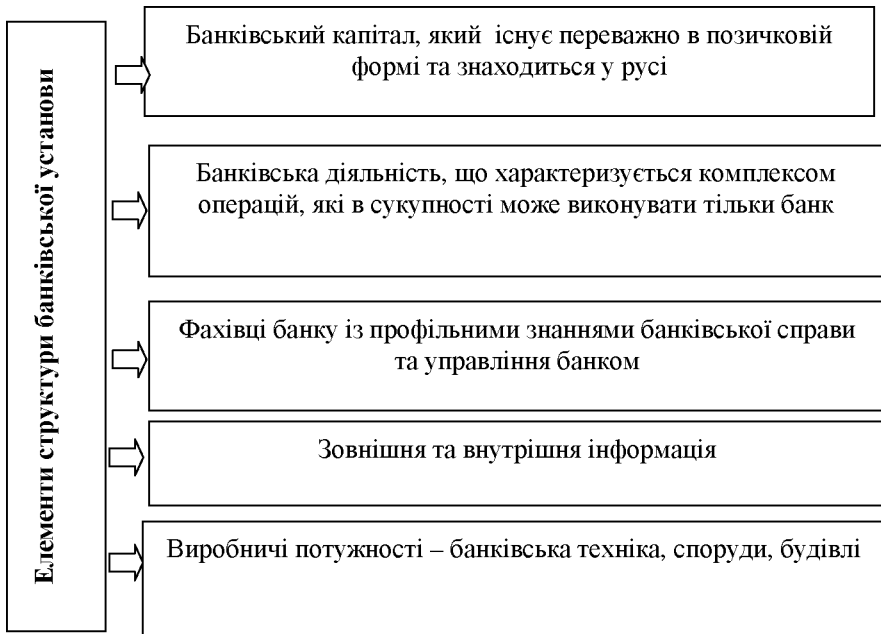 Елементи структури банківської установи
Банківський капітал, який існує переважно в позичковій
формі та знаходиться у русі
Банківська діяльність, що характеризується комплексом
операцій, які в сукупності може виконувати тільки банк
Фахівці банку із профільними знаннями банківської справи
та управління банком
Зовнішня та внутрішня інформація
Виробничі потужності – банківська техніка, споруди, будівлі